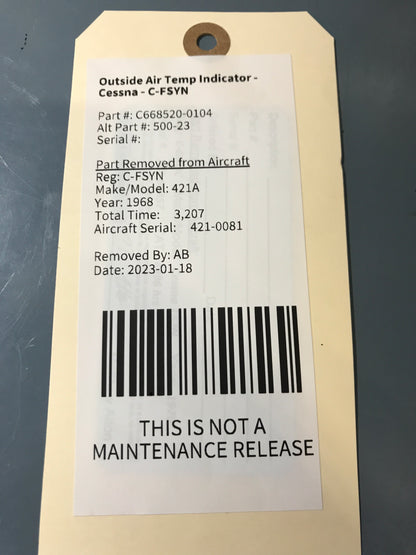 Outside Air Temp Indicator -
Cessna - C-FSYN
Part #: C668520-0104
Alt Part #: 500-23
Serial #:
Part Removed from Aircraft
Reg: C-FSYN
Make/Model: 421A
Year: 1968
Total Time: 3,207
Aircraft Serial: 421-0081
Removed By: AB
Date: 2023-01-18
THIS IS NOT A
MAINTENANCE RELEASE